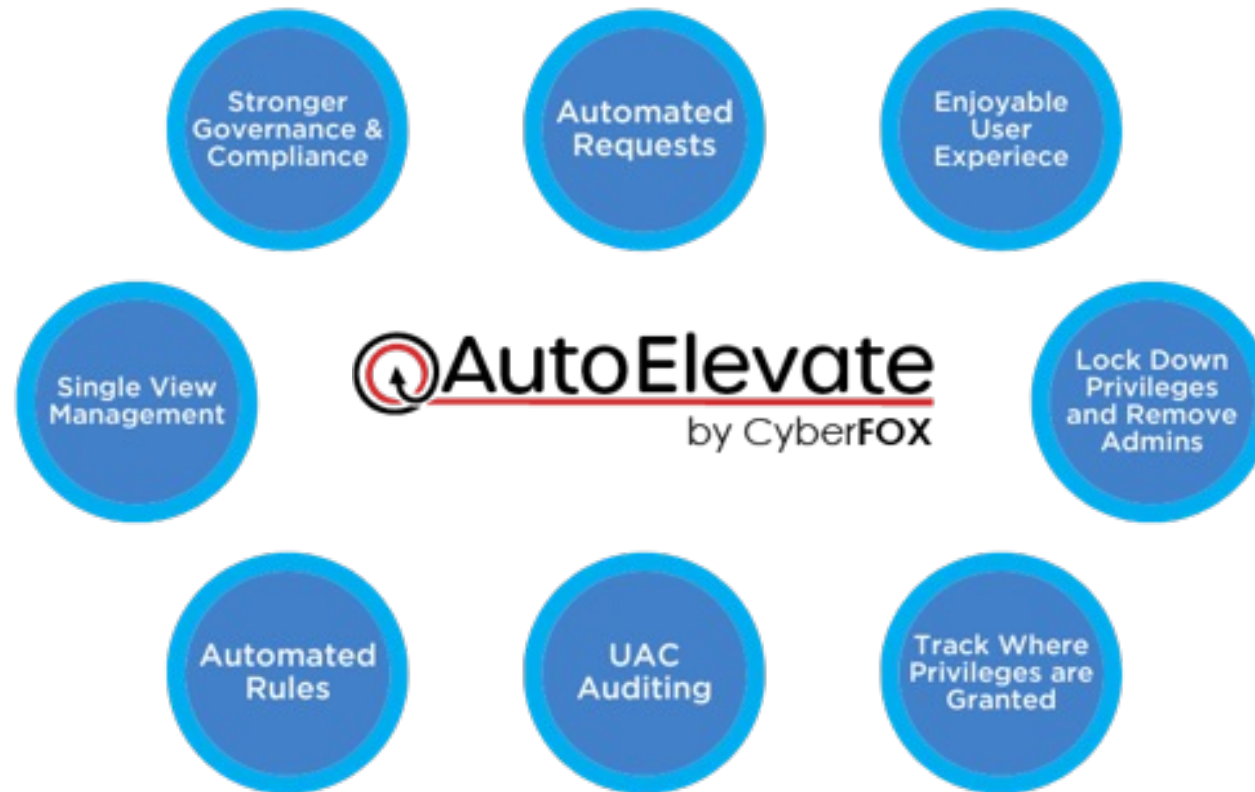 Stronger
Governance &
Compliance
Automated
Requests
Enjoyable
User
Experiece
Single View
Management
AutoElevate
by CyberFOX
Lock Down
Privileges
and Remove
Admins
Automated
Rules
UAC
Auditing
Track Where
Privileges are
Granted